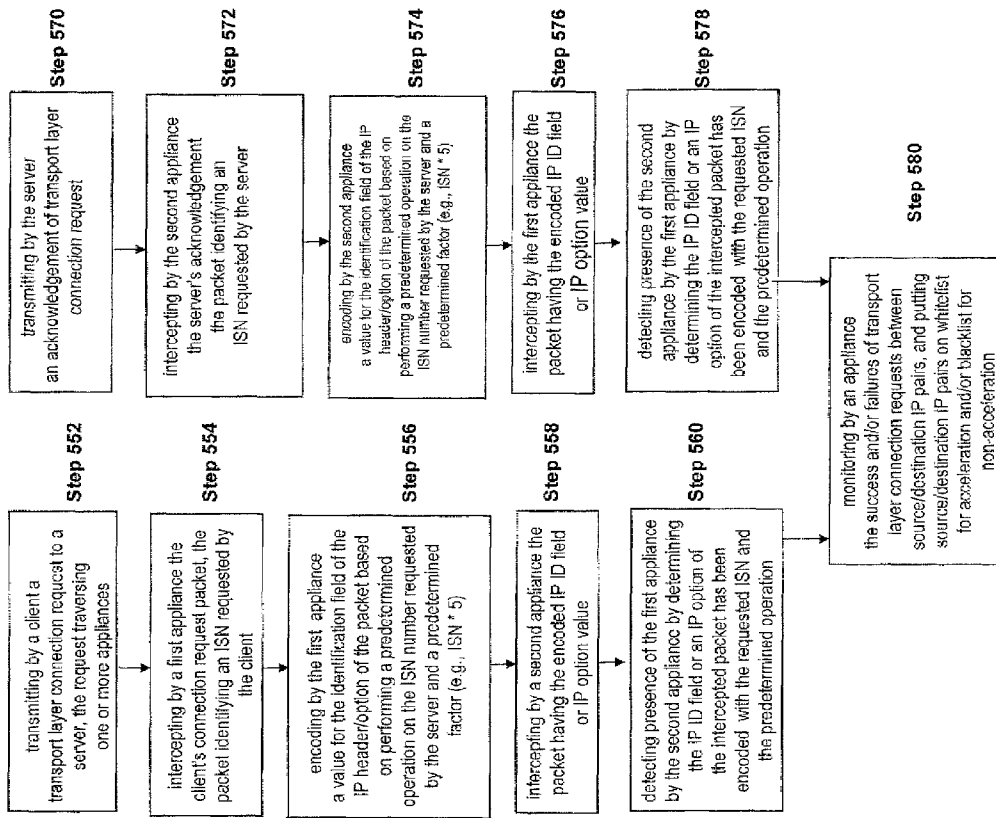 transmitting by a client a
transport layer connection request to a
server, the request traversing
one or more appliances
Step 552
intercepting by a first appliance the
client's connection request packet, the
packet identifying an ISN requested by
the client
Step 554
encoding by the first appliance
a value for the identification field of the
IP header/option of the packet based
on performing a predetermined
operation on the ISN number requested
by the server and a predetermined
factor (e.g., ISN * 5)
Step 556
intercepting by a second appliance the
packet having the encoded IP ID field
or IP option value
Step 558
detecting presence of the first appliance
by the second appliance by determining
the IP ID field or an IP option of
the intercepted packet has been
encoded with the requested ISN and
the predetermined operation
Step 560
transmitting by the server
an acknowledgement of transport layer
connection request
Step 570
intercepting by the second appliance
the server's acknowledgement
the packet identifying an
ISN requested by the server
Step 572
encoding by the second appliance
a value for the identification field of the IP
header/option of the packet based on
performing a predetermined operation on the
ISN number requested by the server and a
predetermined factor (e.g., ISN * 5)
Step 574
intercepting by the first appliance the
packet having the encoded IP ID field
or IP option value
Step 576
detecting presence of the second
appliance by the first appliance by
determining the IP ID field or an IP
option of the intercepted packet has
been encoded with the requested ISN
and the predetermined operation
Step 578
monitoring by an appliance
the success and/or failures of transport
layer connection requests between
source/destination IP pairs, and putting
source/destination IP pairs on whitelist
for acceleration and/or blacklist for
non-acceleration
Step 580